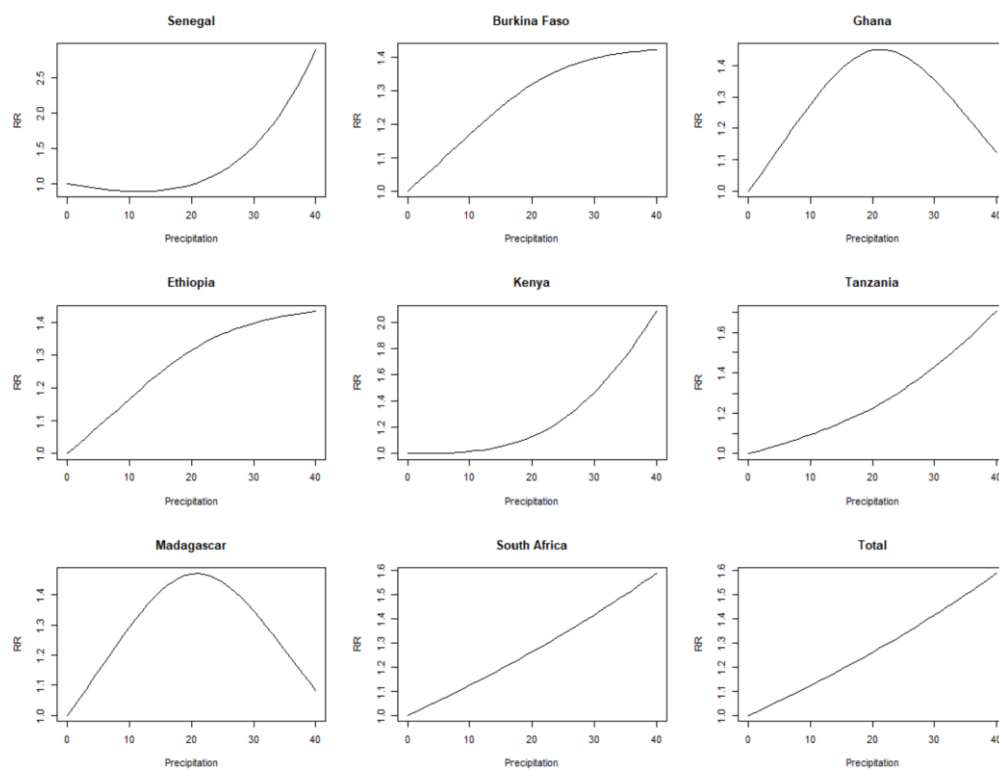 Senegal
RR
1.0 1.5 2.0 2.5
0 10 20 30 40
Precipitation
Burkina Faso
RR
1.0 1.1 1.2 1.3 1.4
0 10 20 30 40
Precipitation
Ghana
RR
1.0 1.1 1.2 1.3 1.4
0 10 20 30 40
Precipitation
Ethiopia
RR
1.0 1.1 1.2 1.3 1.4
0 10 20 30 40
Precipitation
Kenya
RR
1.0 1.2 1.4 1.6 1.8 2.0
0 10 20 30 40
Precipitation
Tanzania
RR
1.0 1.2 1.4 1.6
0 10 20 30 40
Precipitation
Madagascar
RR
1.0 1.1 1.2 1.3 1.4
0 10 20 30 40
Precipitation
South Africa
RR
1.0 1.1 1.2 1.3 1.4 1.5 1.6
0 10 20 30 40
Precipitation
Total
RR
1.0 1.1 1.2 1.3 1.4 1.5 1.6
0 10 20 30 40
Precipitation